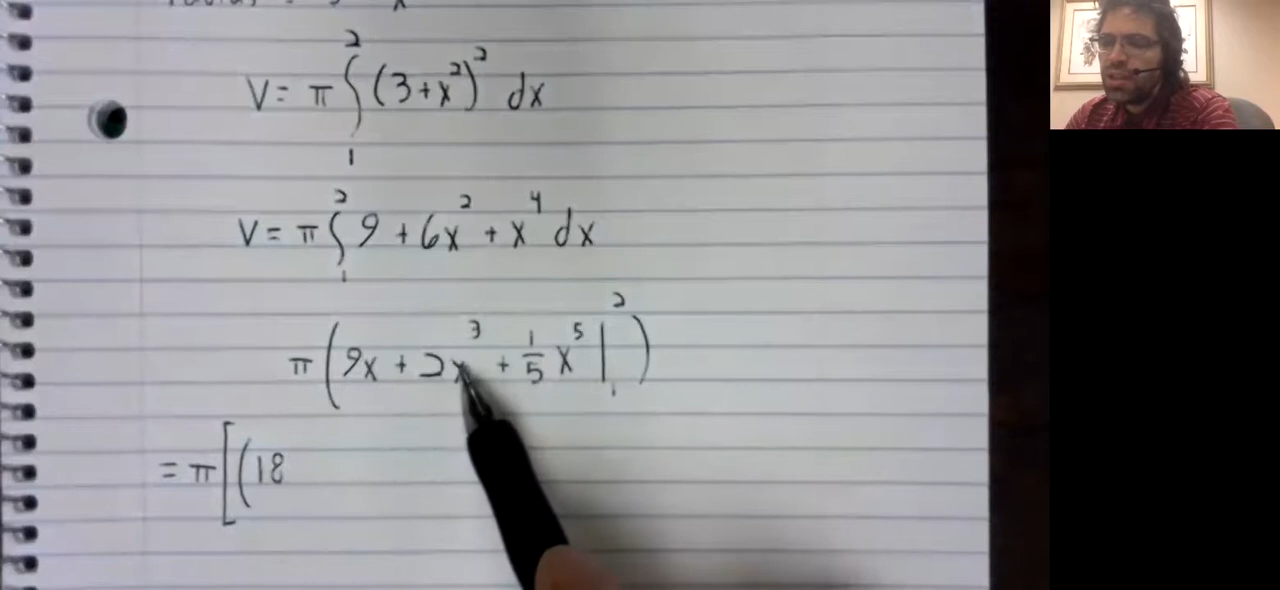 V = π ∫₁² (3+x²)² dx
V = π ∫₁² 9 + 6x² + x⁴ dx
π (9x + 2x³ + 1/5 x⁵ |₁²)
= π [(18